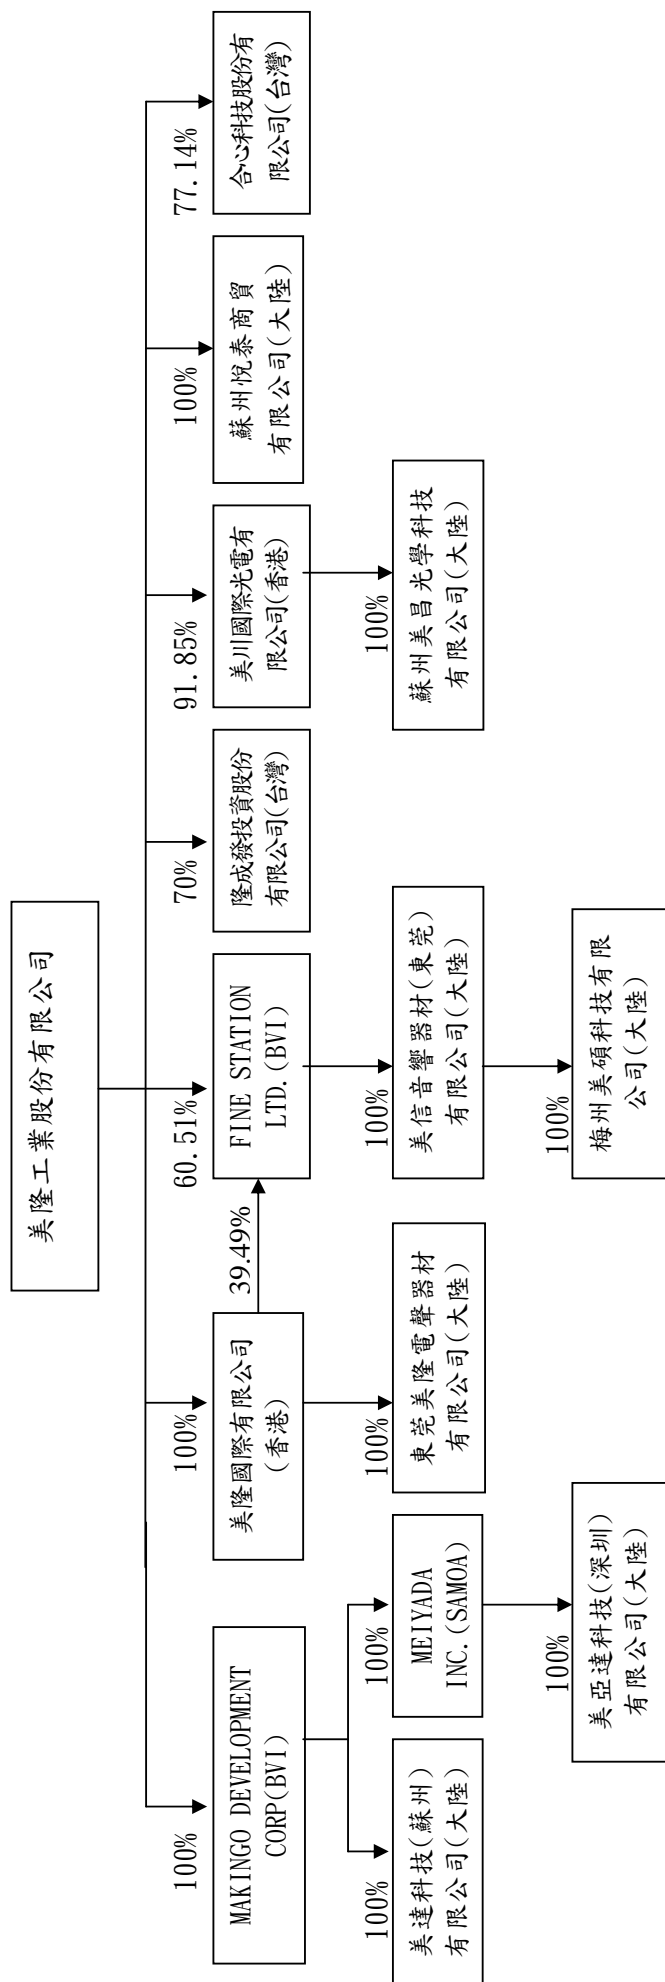 美隆工業股份有限公司
100%
MAKINGO DEVELOPMENT
CORP(BVI)
100%
美隆國際有限公司
(香港)
39.49%
60.51%
FINE STATION
LTD.(BVI)
70%
隆成發投資股份
有限公司(台灣)
91.85%
美川國際光電有
限公司(香港)
100%
蘇州悅泰商貿
有限公司(大陸)
77.14%
合心科技股份有
限公司(台灣)
100%
美達科技(蘇州)
有限公司(大陸)
100%
MEIYADA
INC.(SAMOA)
100%
東莞美隆電聲器材
有限公司(大陸)
100%
美信音響器材(東莞)
有限公司(大陸)
100%
蘇州美昌光學科技
有限公司(大陸)
100%
美亞達科技(深圳)
有限公司(大陸)
100%
梅州美碩科技有限
公司(大陸)